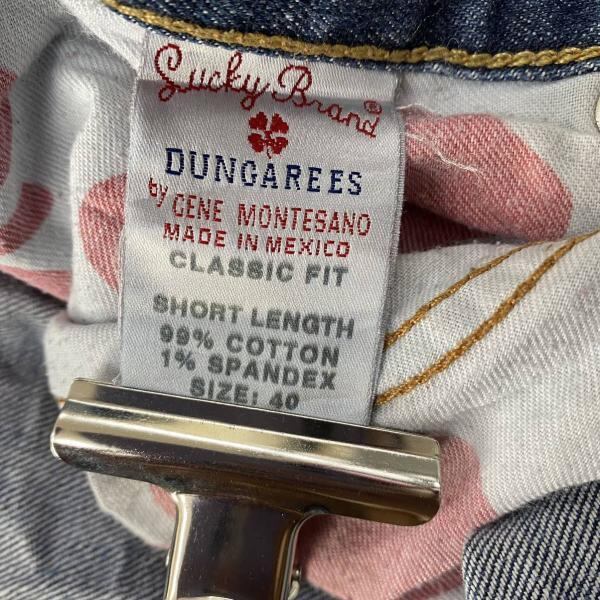 Lucky Brand®
DUNGAREES
by GENE MONTESANO
MADE IN MEXICO
CLASSIC FIT
SHORT LENGTH
99% COTTON
1% SPANDEX
SIZE: 40